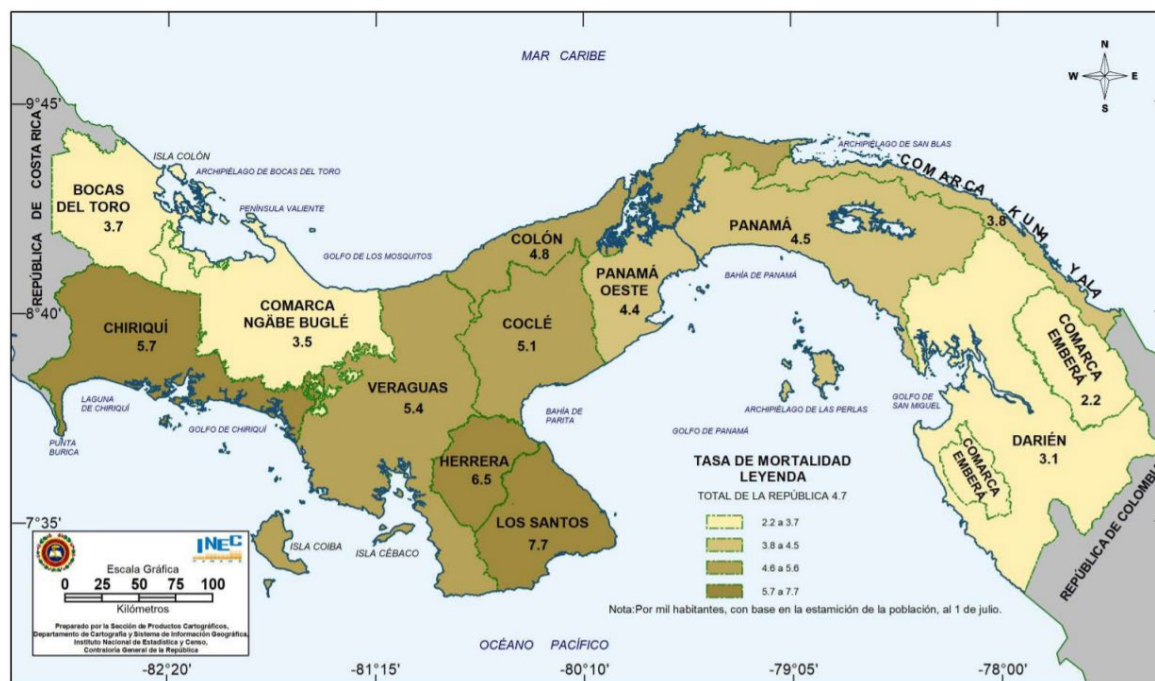 MAR CARIBE
N
W E
S
9°45'
8°40'
7°35'
REPÚBLICA DE COSTA RICA
ISLA COLÓN
ARCHIPIÉLAGO DE BOCAS DEL TORO
BOCAS
DEL TORO
3.7
PENÍNSULA VALIENTE
GOLFO DE LOS MOSQUITOS
COMARCA
NGÄBE BUGLÉ
3.5
CHIRIQUÍ
5.7
LAGUNA
DE CHIRIQUÍ
PUNTA
BURICA
GOLFO DE CHIRIQUÍ
VERAGUAS
5.4
COLÓN
4.8
COCLÉ
5.1
PANAMÁ
OESTE
4.4
PANAMÁ
4.5
ARCHIPIÉLAGO DE SAN BLAS
COMARCA KUNA YALA
3.8
BAHÍA DE PANAMÁ
BAHÍA DE
PARITA
ARCHIPIÉLAGO DE LAS PERLAS
GOLFO DE PANAMÁ
GOLFO DE
SAN MIGUEL
COMARCA
EMBERÁ
2.2
DARIÉN
3.1
COMARCA
EMBERÁ
REPÚBLICA DE COLOMBIA
HERRERA
6.5
LOS SANTOS
7.7
ISLA COIBA
ISLA CÉBACO
TASA DE MORTALIDAD
LEYENDA
TOTAL DE LA REPÚBLICA 4.7
2.2 a 3.7
3.8 a 4.5
4.6 a 5.6
5.7 a 7.7
Nota:Por mil habitantes, con base en la estamición de la población, al 1 de julio.
INEC
Escala Gráfica
0 25 50 75 100
Kilómetros
Preparado por la Sección de Productos Cartográficos,
Departamento de Cartografía y Sistema de Información Geográfica,
Instituto Nacional de Estadística y Censo,
Contraloría General de la República
OCÉANO PACÍFICO
-82°20' -81°15' -80°10' -79°05' -78°00'